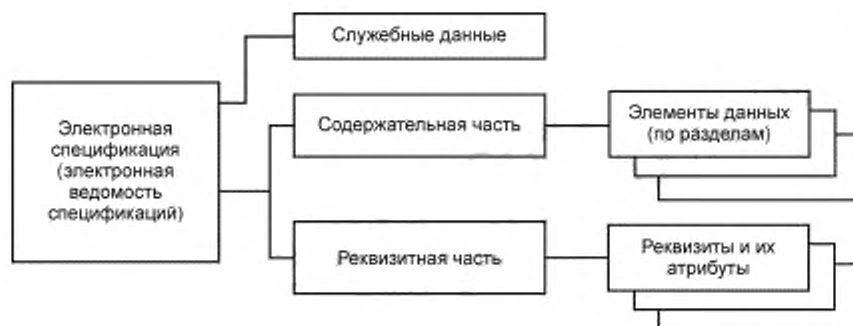 Служебные данные
Электронная
спецификация
(электронная
ведомость
спецификаций)
Содержательная часть
Элементы данных
(по разделам)
Реквизитная часть
Реквизиты и их
атрибуты